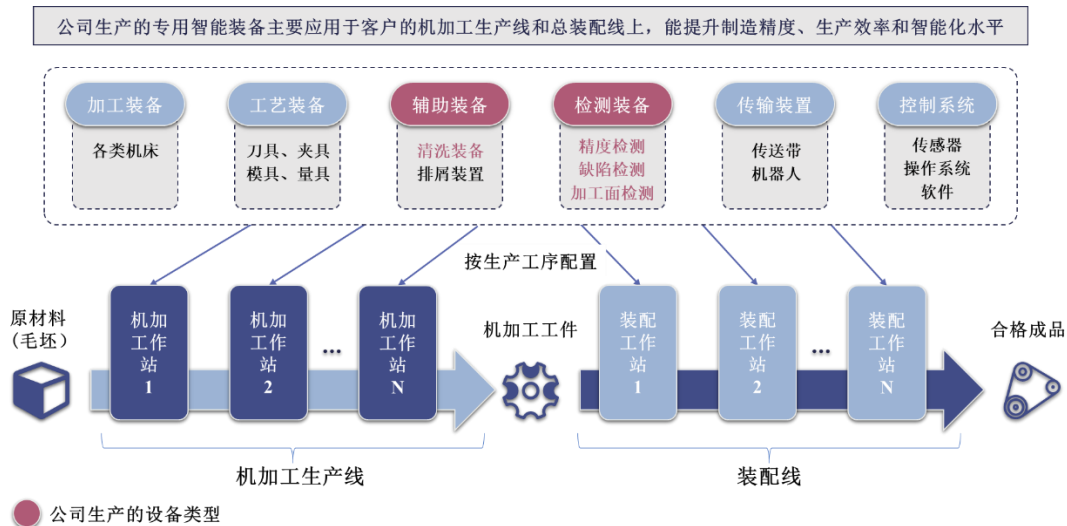 公司生产的专用智能装备主要应用于客户的机加工生产线和总装配线上，能提升制造精度、生产效率和智能化水平
加工装备
工艺装备
辅助装备
检测装备
传输装置
控制系统
各类机床
刀具、夹具
模具、量具
清洗装备
排屑装置
精度检测
缺陷检测
加工面检测
传送带
机器人
传感器
操作系统
软件
按生产工序配置
原材料
(毛坯）
机加
工作
站
1
机加
工作
站
2
...
机加
工作
站
N
机加工工件
装配
工作
站
1
装配
工作
站
2
...
装配
工作
站
N
合格成品
机加工生产线
装配线
公司生产的设备类型